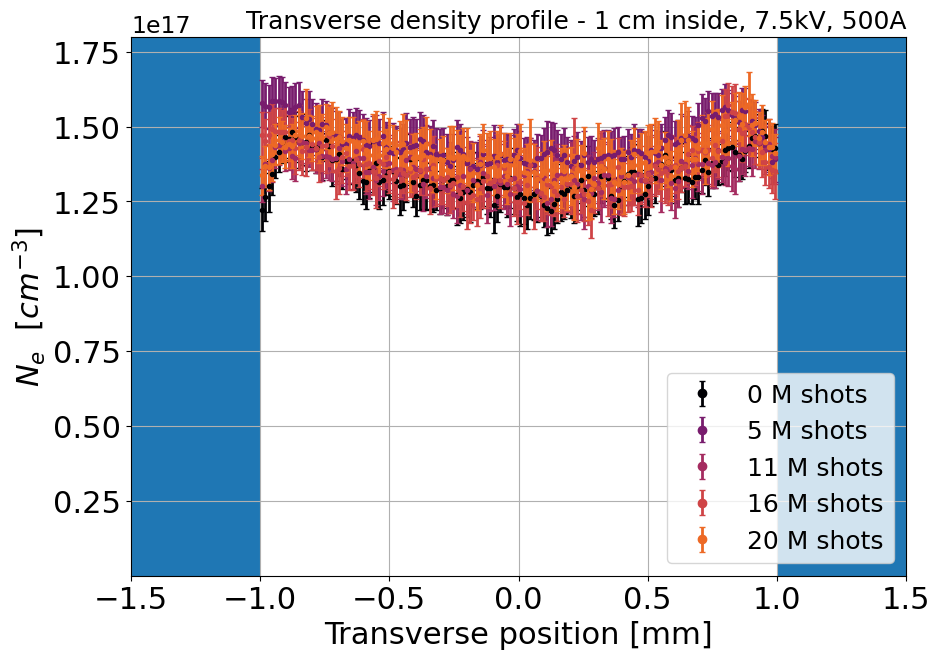 Transverse density profile - 1 cm inside, 7.5kV, 500A
1e17
1.75
1.50
1.25
1.00
0.75
0.50
0.25
N_e [cm^{-3}]
0 M shots
5 M shots
11 M shots
16 M shots
20 M shots
−1.5 −1.0 −0.5 0.0 0.5 1.0 1.5
Transverse position [mm]